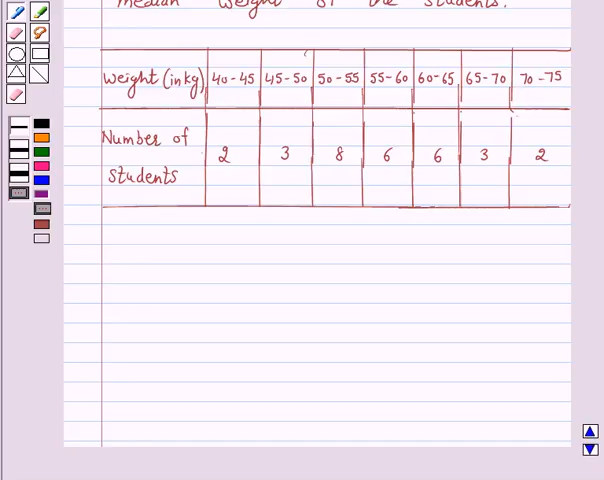 median weight of the students.
Weight (in kg) 40-45 45-50 50-55 55-60 60-65 65-70 70-75
Number of students 2 3 8 6 6 3 2